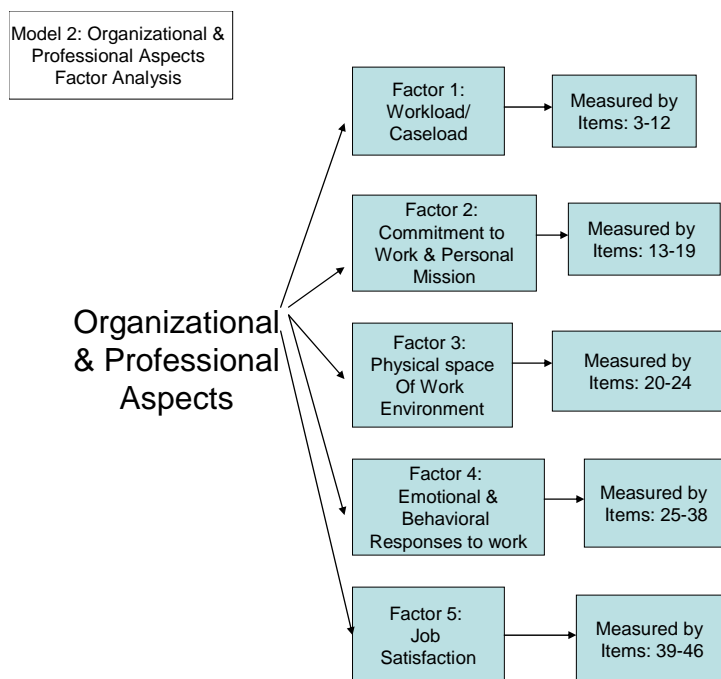 Model 2: Organizational &
Professional Aspects
Factor Analysis
Factor 1:
Workload/
Caseload
Measured by
Items: 3-12
Factor 2:
Commitment to
Work & Personal
Mission
Measured by
Items: 13-19
Organizational
& Professional
Aspects
Factor 3:
Physical space
Of Work
Environment
Measured by
Items: 20-24
Factor 4:
Emotional &
Behavioral
Responses to work
Measured by
Items: 25-38
Factor 5:
Job
Satisfaction
Measured by
Items: 39-46